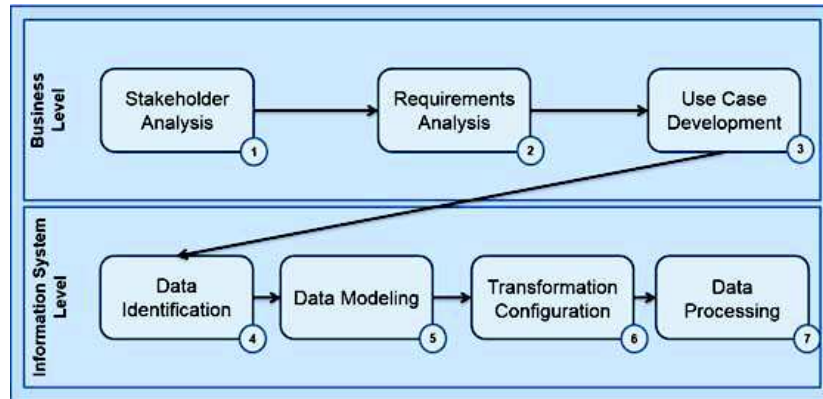 Business
Level
Stakeholder
Analysis
1
Requirements
Analysis
2
Use Case
Development
3
Information System
Level
Data
Identification
4
Data Modeling
5
Transformation
Configuration
6
Data
Processing
7